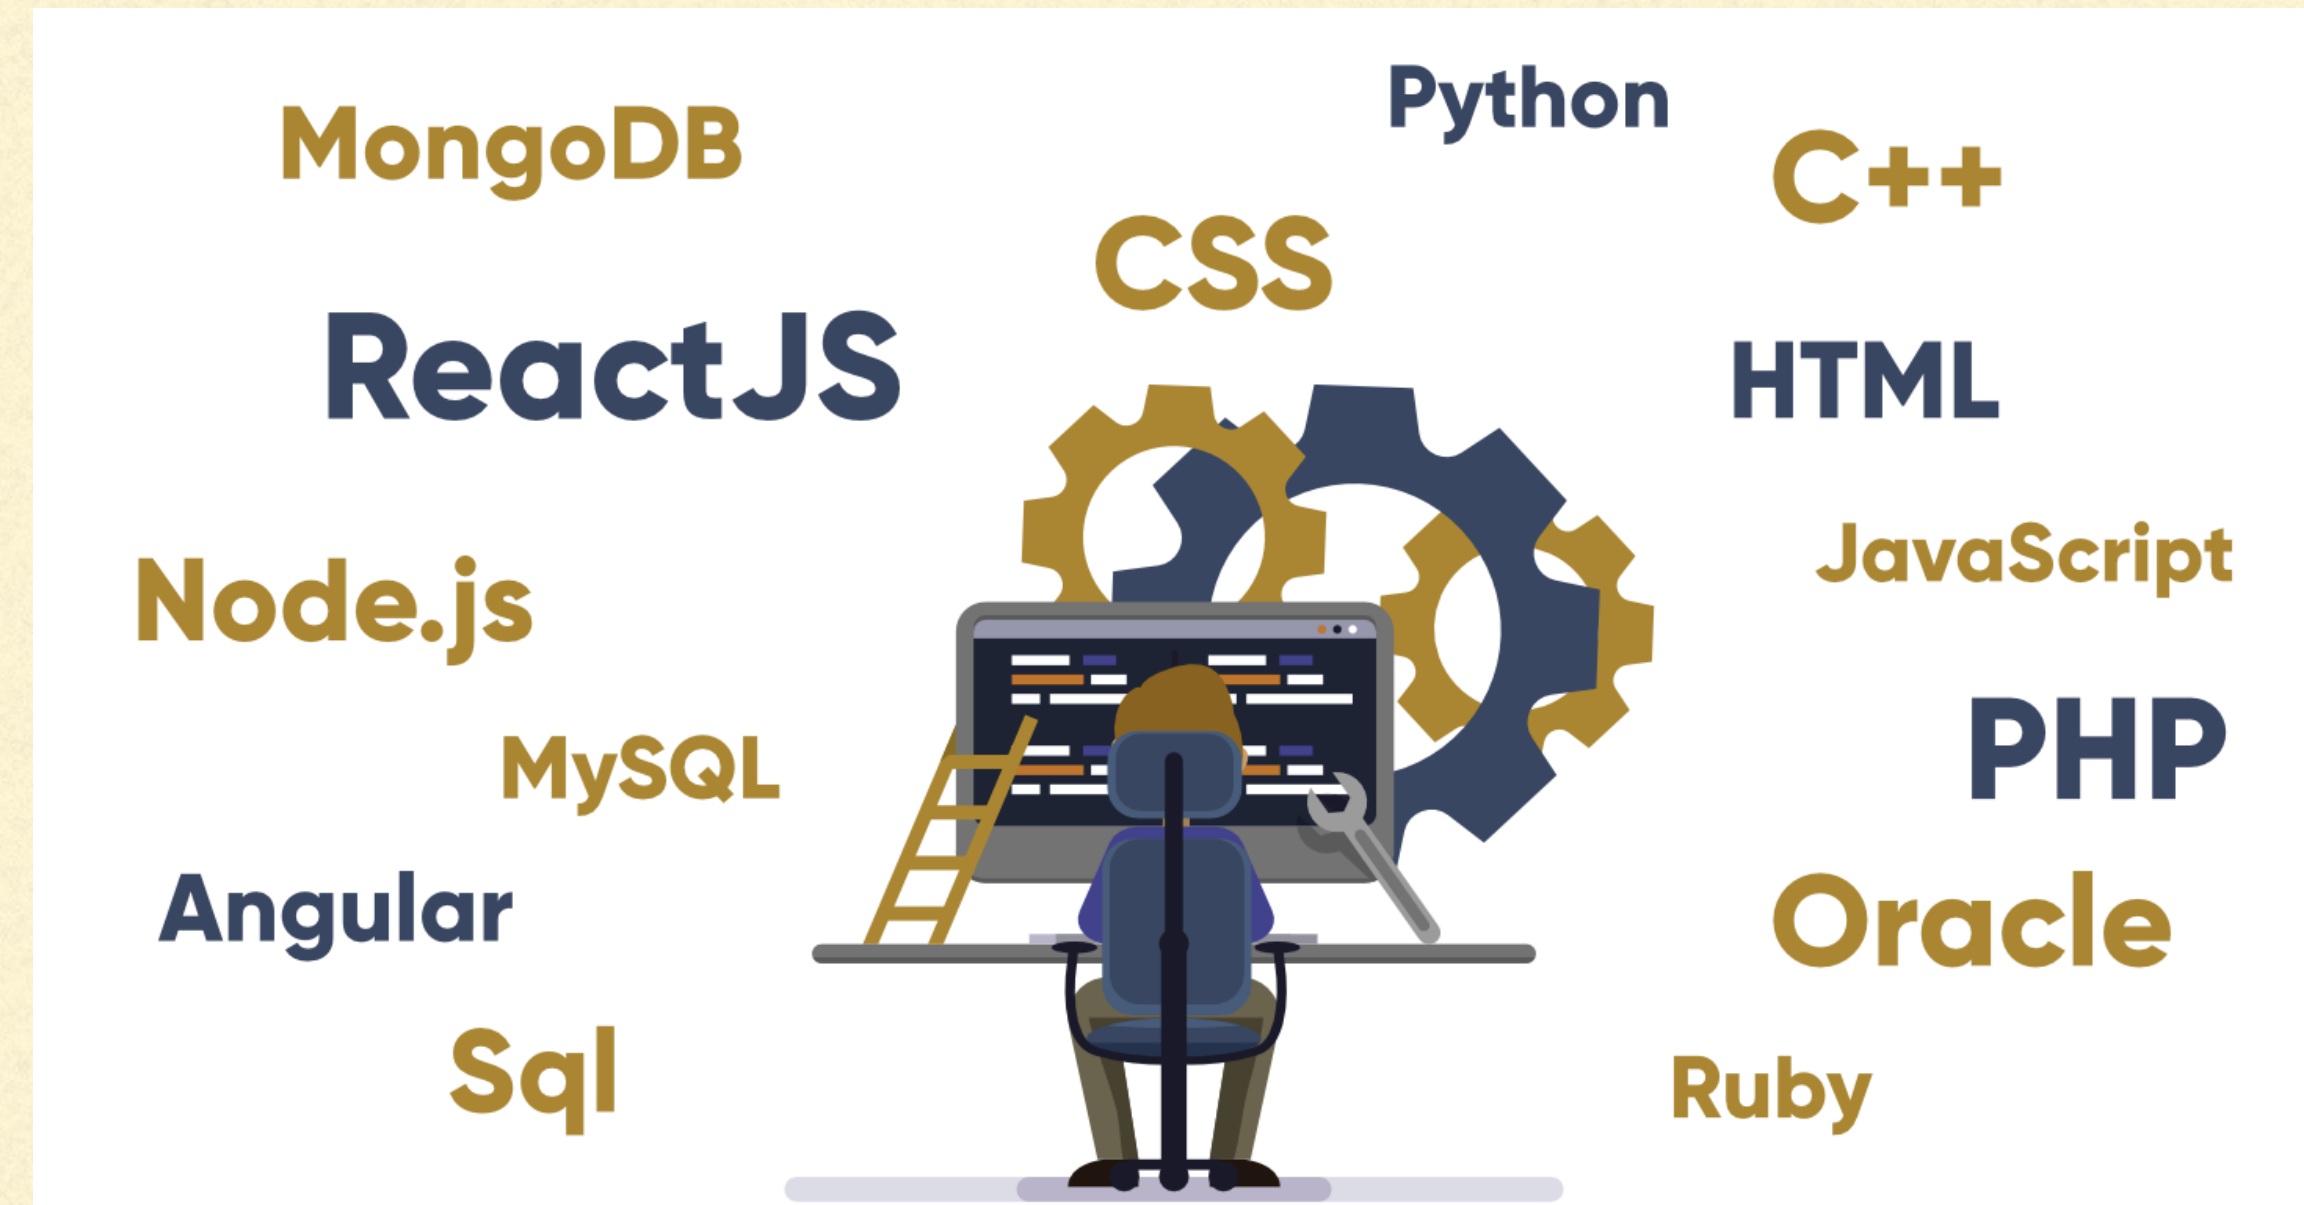 Python
MongoDB
C++
CSS
ReactJS
HTML
JavaScript
Node.js
PHP
MySQL
Angular
Oracle
Sql
Ruby